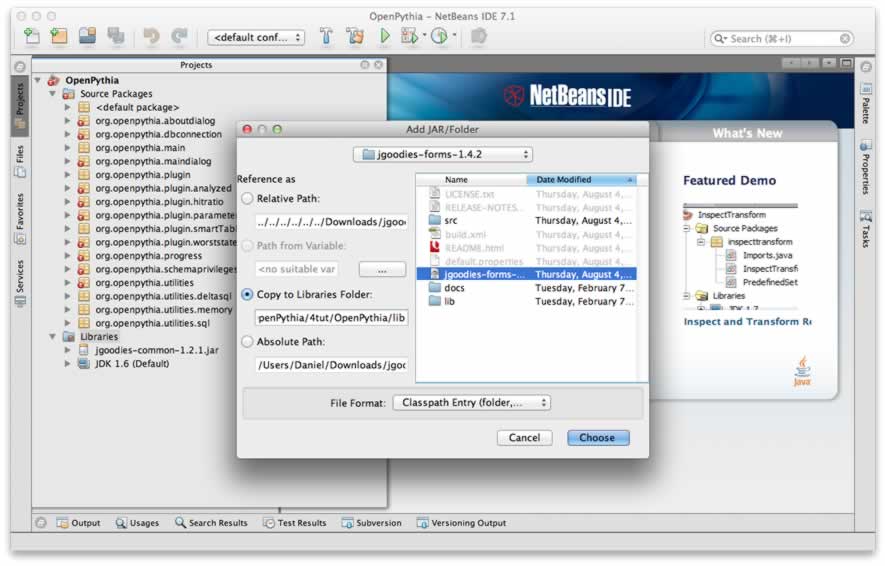 OpenPythia – NetBeans IDE 7.1
<default conf...
Search (⌘+I)
Projects
Files
Favorites
Services
Projects
OpenPythia
Source Packages
<default package>
org.openpythia.aboutdialog
org.openpythia.dbconnection
org.openpythia.main
org.openpythia.maindialog
org.openpythia.plugin
org.openpythia.plugin.analyzed
org.openpythia.plugin.hitratio
org.openpythia.plugin.paramete
org.openpythia.plugin.smartTabl
org.openpythia.plugin.worststate
org.openpythia.progress
org.openpythia.schemaprivileges
org.openpythia.utilities
org.openpythia.utilities.deltasql
org.openpythia.utilities.memory
org.openpythia.utilities.sql
Libraries
jgoodies-common-1.2.1.jar
JDK 1.6 (Default)
Add JAR/Folder
jgoodies-forms-1.4.2
Reference as
Relative Path:
../../../../../../Downloads/jgooc
Path from Variable:
<no suitable var
...
Copy to Libraries Folder:
penPythia/4tut/OpenPythia/lib
Absolute Path:
/Users/Daniel/Downloads/jgooc
Name Date Modified
LICENSE.txt Thursday, August 4,...
RELEASE-NOTES... Thursday, August 4,...
src Thursday, August 4,...
build.xml Thursday, August 4,...
README.html Thursday, August 4,...
default.properties Thursday, August 4,...
jgoodies-forms-... Thursday, August 4,...
docs Tuesday, February 7...
lib Tuesday, February 7...
File Format: Classpath Entry (folder,...
Cancel Choose
NetBeans IDE
What's New
Featured Demo
InspectTransform
Source Packages
inspecttransform
Imports.java
InspectTransf
PredefinedSet
Libraries
JDK 1.7
Inspect and Transform Re
Java
Palette
Properties
Tasks
Output Usages Search Results Test Results Subversion Versioning Output